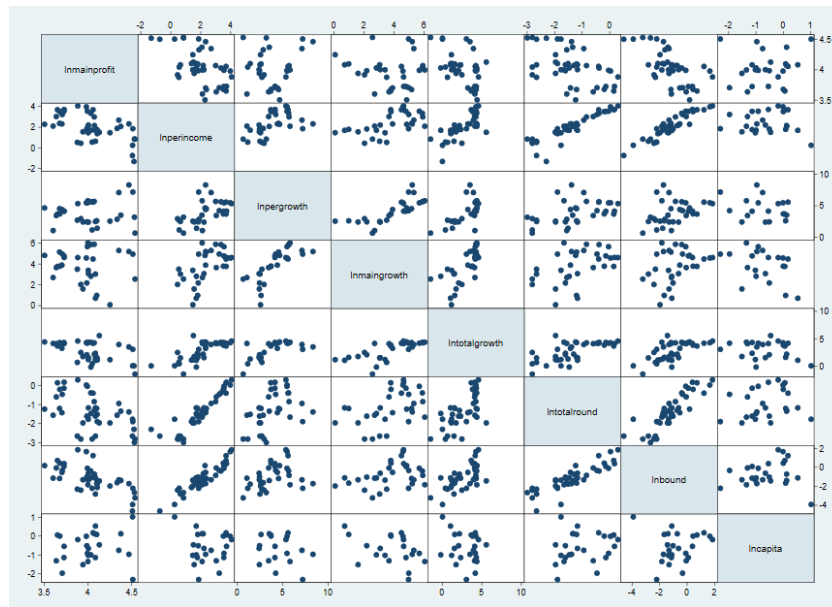 -2 0 2 4 0 2 4 6 -3 -2 -1 0 -2 -1 0 1
4.5
lnmainprofit 4
3.5
4
2 lnperincome
0
-2
10
lnpergrowth 5
0
6
4 lnmaingrowth
2
0
10
lntotalgrowth 5
0
0
-1 lntotalround
-2
-3
2
lnbound 0
-2
-4
1
0 lncapita
-1
-2
3.5 4 4.5 0 5 10 0 5 10 -4 -2 0 2